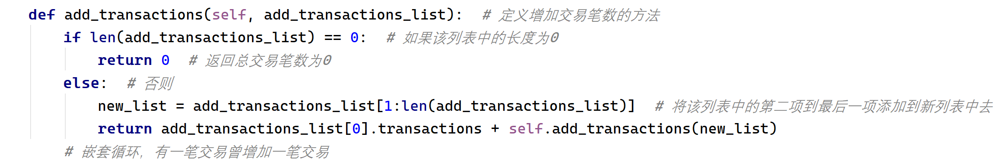 def add_transactions(self, add_transactions_list):  # 定义增加交易笔数的方法
if len(add_transactions_list) == 0:  # 如果该列表中的长度为0
return 0  # 返回总交易笔数为0
else:  # 否则
new_list = add_transactions_list[1:len(add_transactions_list)]  # 将该列表中的第二项到最后一项添加到新列表中去
return add_transactions_list[0].transactions + self.add_transactions(new_list)
# 嵌套循环，有一笔交易曾增加一笔交易